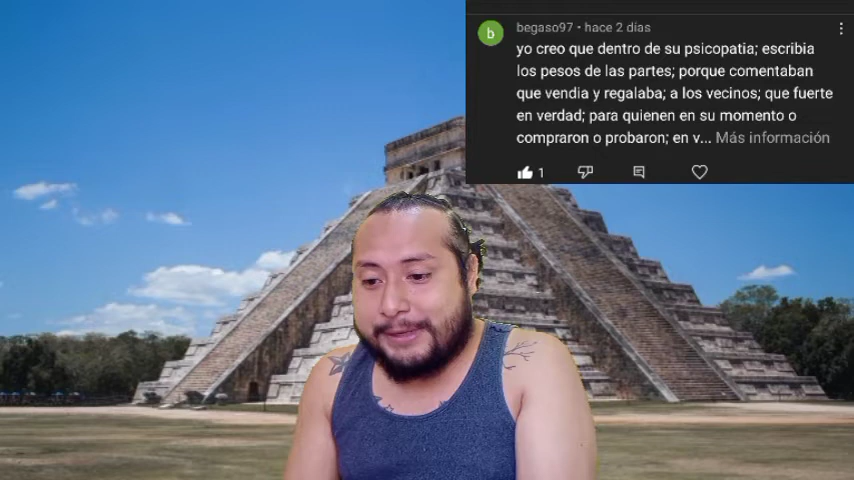 b
begaso97 • hace 2 días
yo creo que dentro de su psicopatia; escribia
los pesos de las partes; porque comentaban
que vendia y regalaba; a los vecinos; que fuerte
en verdad; para quienen en su momento o
compraron o probaron; en v... Más información
1